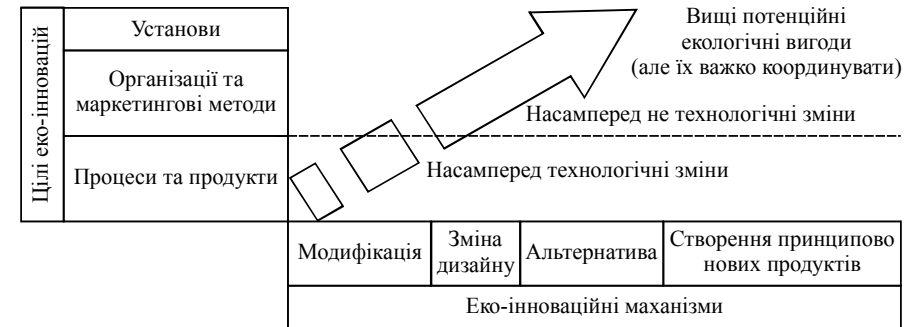 Цілі еко-інновацій
Установи
Організації та
маркетингові методи
Процеси та продукти
Вищі потенційні
екологічні вигоди
(але їх важко координувати)
Насамперед не технологічні зміни
Насамперед технологічні зміни
Модифікація
Зміна
дизайну
Альтернатива
Створення принципово
нових продуктів
Еко-інноваційні маханізми